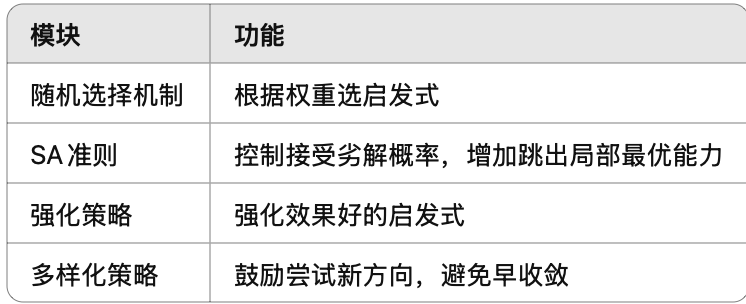 模块 功能
随机选择机制 根据权重选启发式
SA 准则 控制接受劣解概率，增加跳出局部最优能力
强化策略 强化效果好的启发式
多样化策略 鼓励尝试新方向，避免早收敛